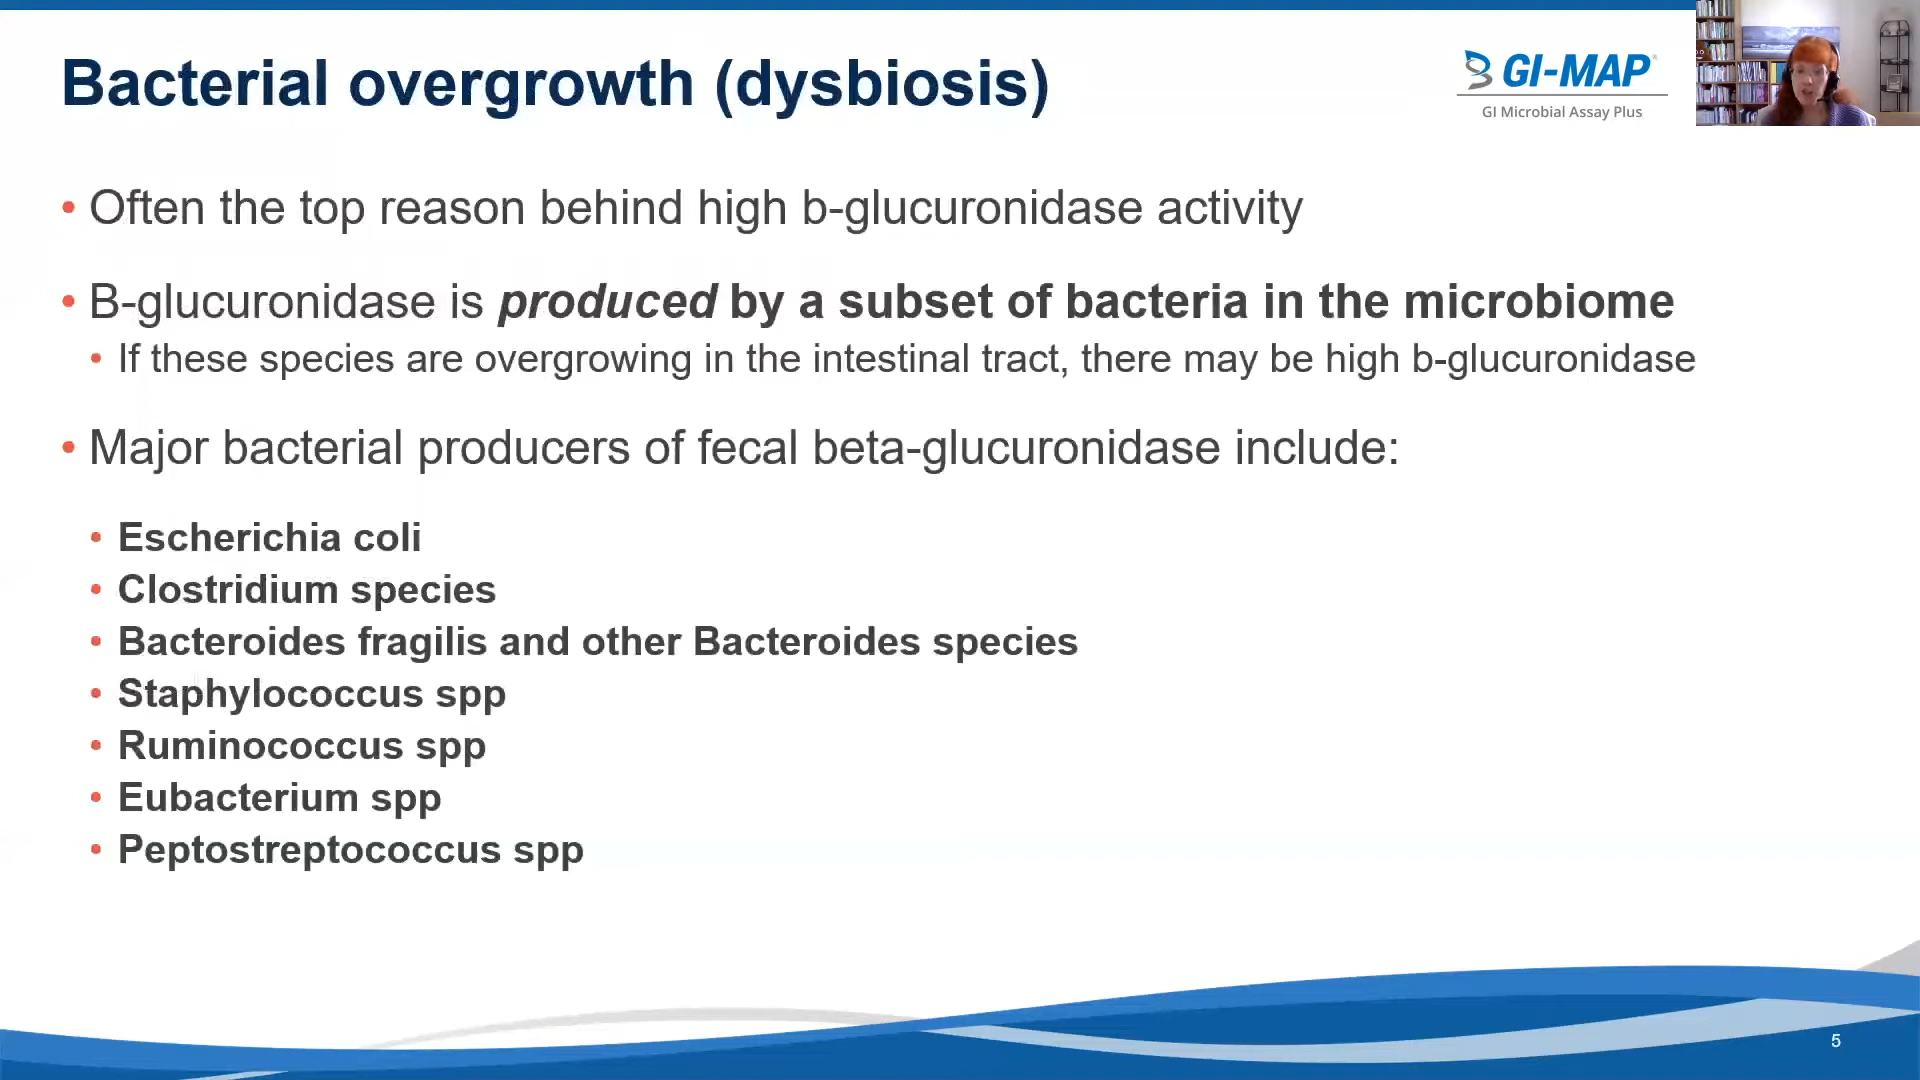 Bacterial overgrowth (dysbiosis)
GI-MAP®
GI Microbial Assay Plus
• Often the top reason behind high b-glucuronidase activity
• B-glucuronidase is produced by a subset of bacteria in the microbiome
• If these species are overgrowing in the intestinal tract, there may be high b-glucuronidase
• Major bacterial producers of fecal beta-glucuronidase include:
• Escherichia coli
• Clostridium species
• Bacteroides fragilis and other Bacteroides species
• Staphylococcus spp
• Ruminococcus spp
• Eubacterium spp
• Peptostreptococcus spp
5